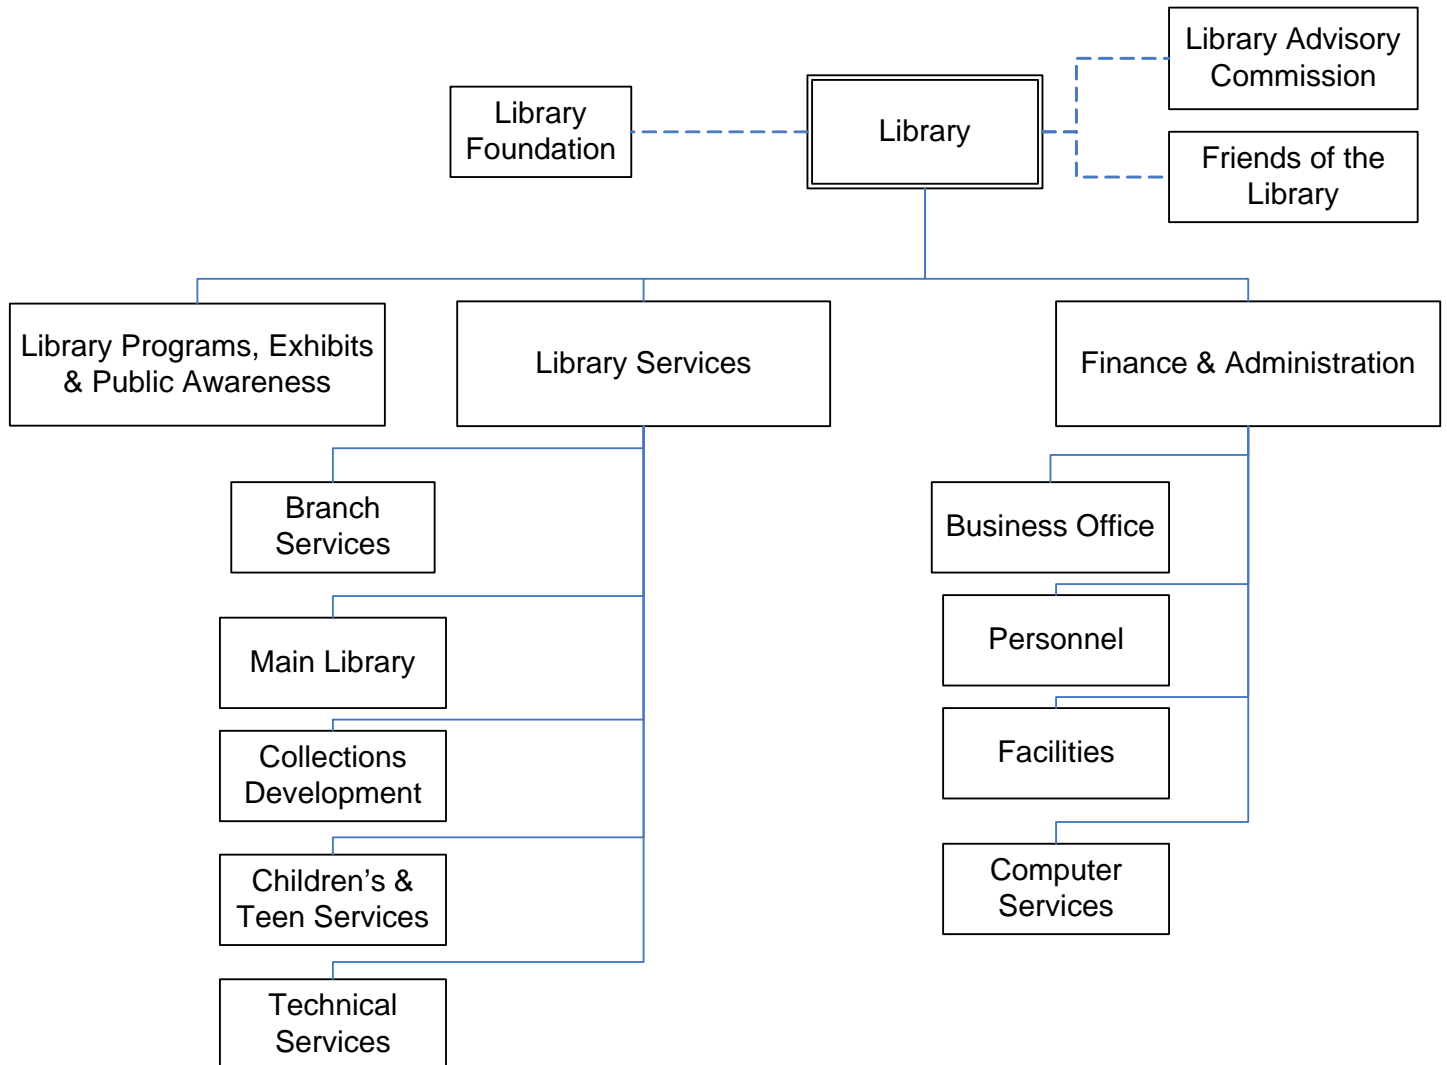 Library Advisory
Commission
Library
Foundation
Library
Friends of the
Library
Library Programs, Exhibits
& Public Awareness
Library Services
Finance & Administration
Branch
Services
Business Office
Main Library
Personnel
Collections
Development
Facilities
Children’s &
Teen Services
Computer
Services
Technical
Services